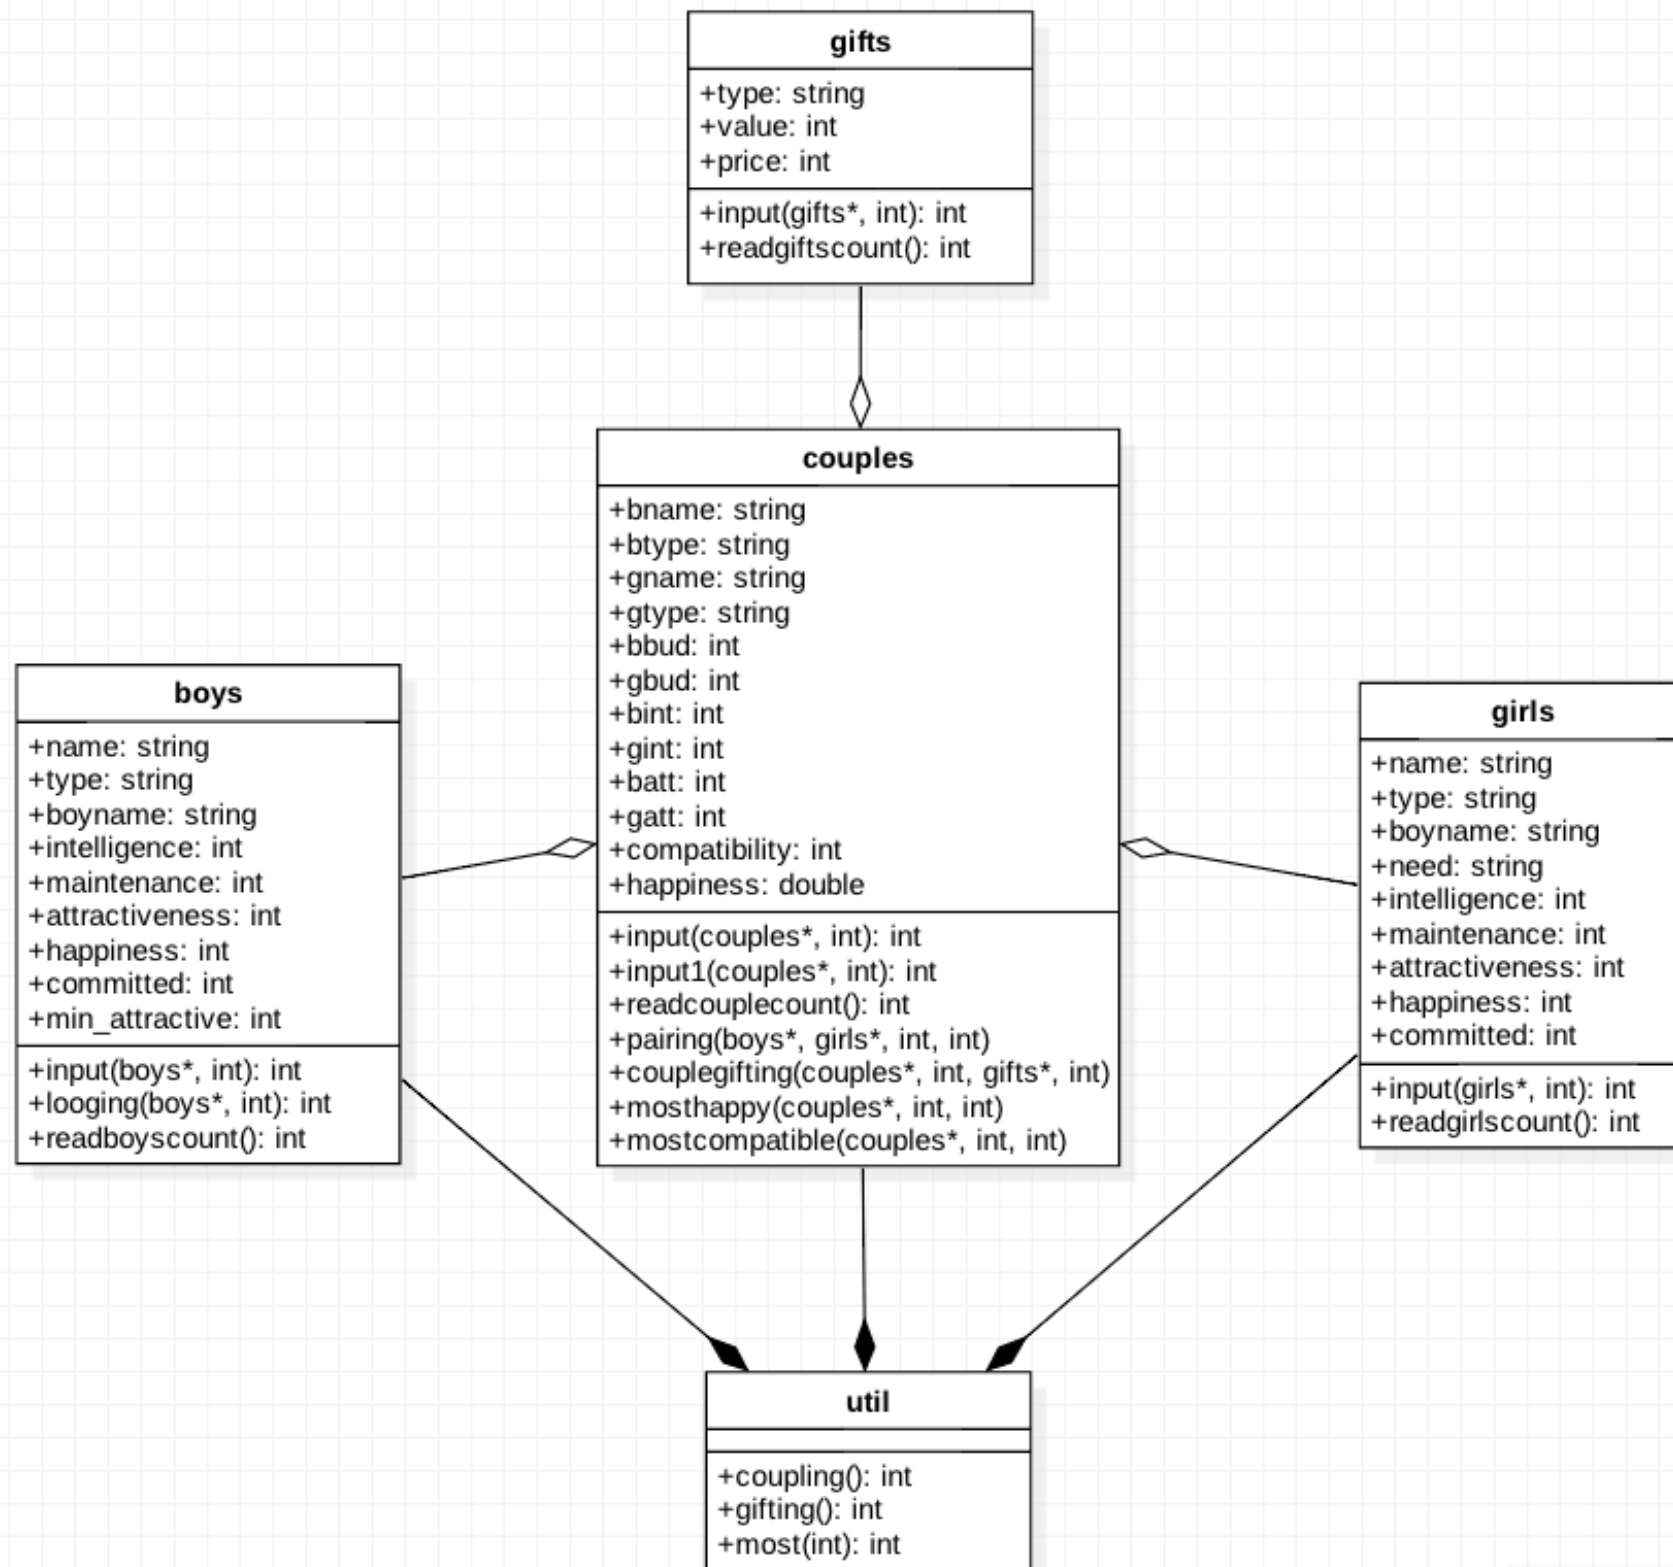 gifts
+type: string
+value: int
+price: int
+input(gifts*, int): int
+readgiftscount(): int
couples
+bname: string
+btype: string
+gname: string
+gtype: string
+bbud: int
+gbud: int
+bint: int
+gint: int
+batt: int
+gatt: int
+compatibility: int
+happiness: double
+input(couples*, int): int
+input1(couples*, int): int
+readcouplecount(): int
+pairing(boys*, girls*, int, int)
+couplegifting(couples*, int, gifts*, int)
+mosthappy(couples*, int, int)
+mostcompatible(couples*, int, int)
boys
+name: string
+type: string
+boyname: string
+intelligence: int
+maintenance: int
+attractiveness: int
+happiness: int
+committed: int
+min_attractive: int
+input(boys*, int): int
+looging(boys*, int): int
+readboyscount(): int
girls
+name: string
+type: string
+boyname: string
+need: string
+intelligence: int
+maintenance: int
+attractiveness: int
+happiness: int
+committed: int
+input(girls*, int): int
+readgirlscount(): int
util
+coupling(): int
+gifting(): int
+most(int): int